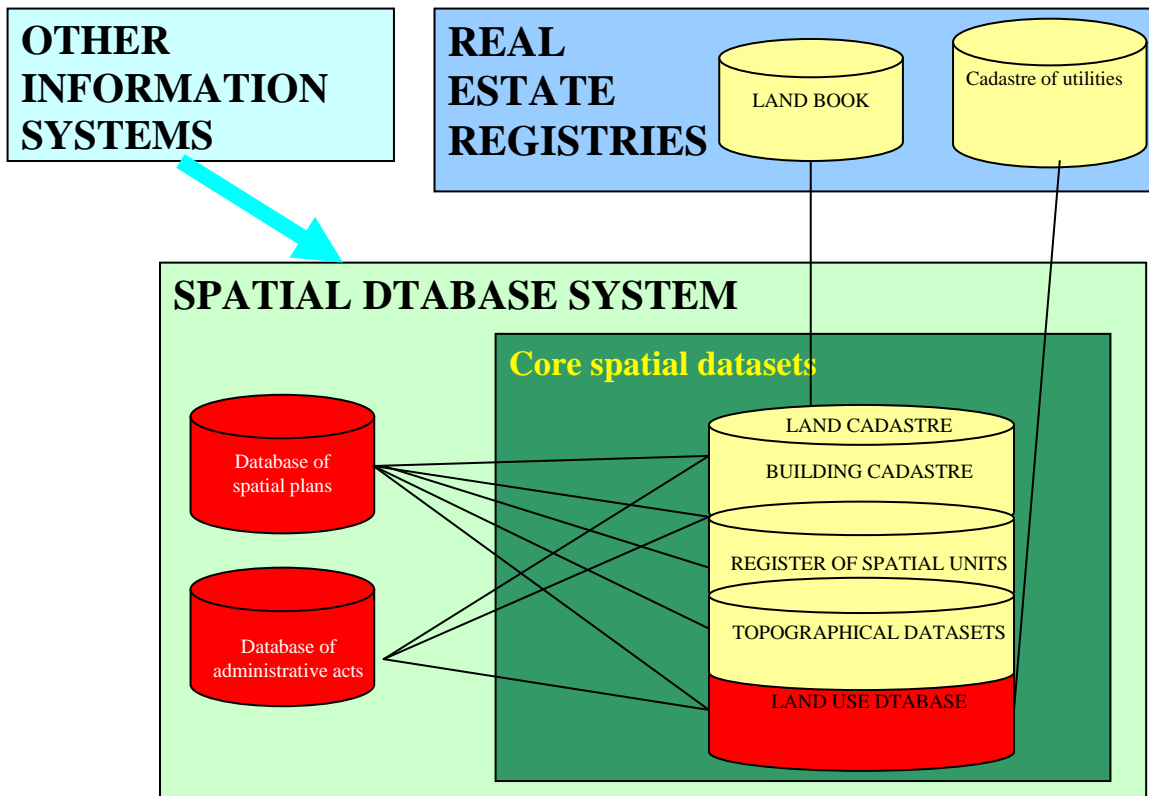 OTHER
INFORMATION
SYSTEMS
REAL
ESTATE
REGISTRIES
LAND BOOK
Cadastre of utilities
SPATIAL DTABASE SYSTEM
Core spatial datasets
Database of
spatial plans
Database of
administrative acts
LAND CADASTRE
BUILDING CADASTRE
REGISTER OF SPATIAL UNITS
TOPOGRAPHICAL DATASETS
LAND USE DTABASE